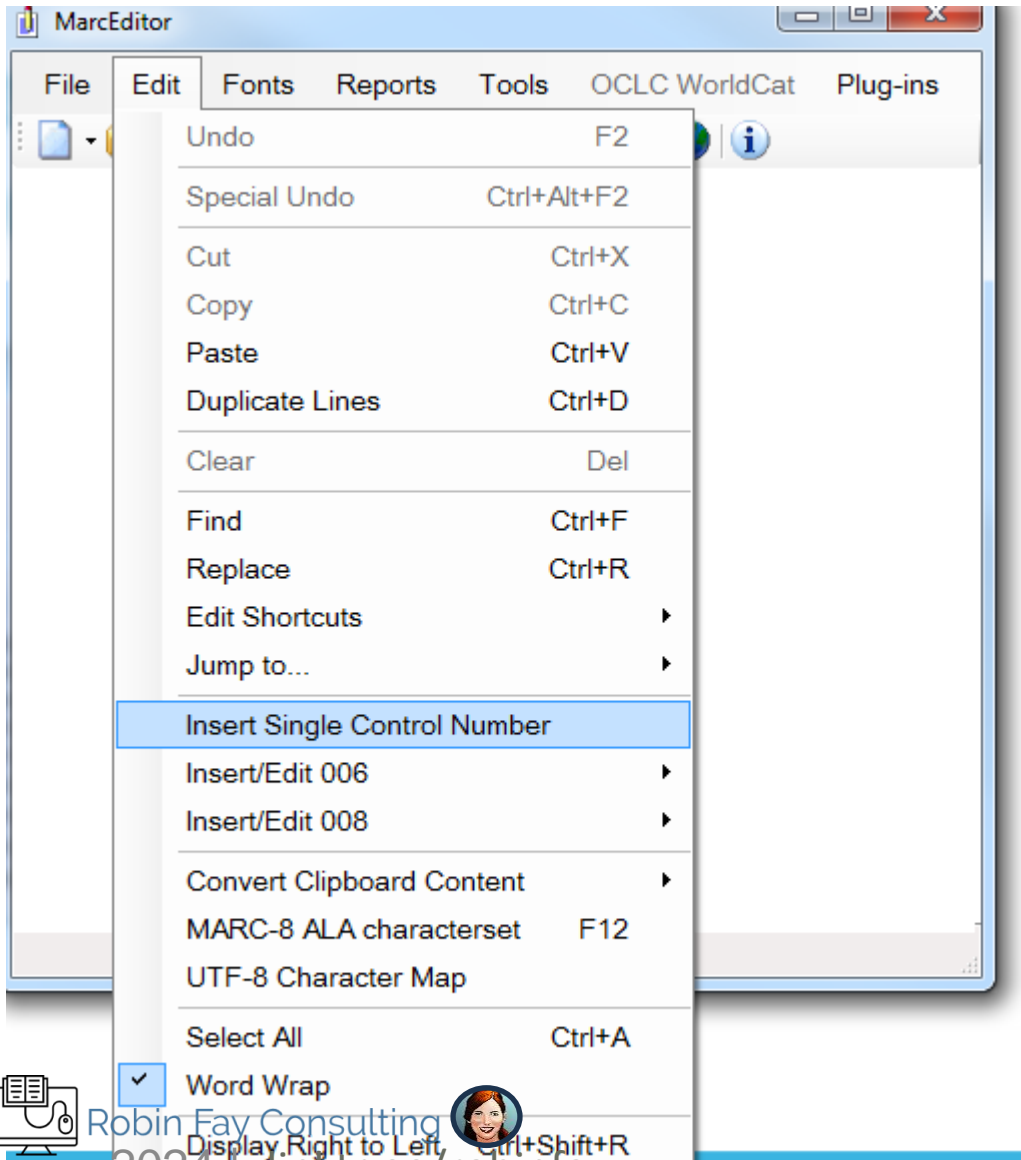 MarcEditor
File Edit Fonts Reports Tools OCLC WorldCat Plug-ins
Undo F2
Special Undo Ctrl+Alt+F2
Cut Ctrl+X
Copy Ctrl+C
Paste Ctrl+V
Duplicate Lines Ctrl+D
Clear Del
Find Ctrl+F
Replace Ctrl+R
Edit Shortcuts
Jump to...
Insert Single Control Number
Insert/Edit 006
Insert/Edit 008
Convert Clipboard Content
MARC-8 ALA characterset F12
UTF-8 Character Map
Select All Ctrl+A
Word Wrap
Robin Fay Consulting
Display Right to Left Ctrl+Shift+R
2024